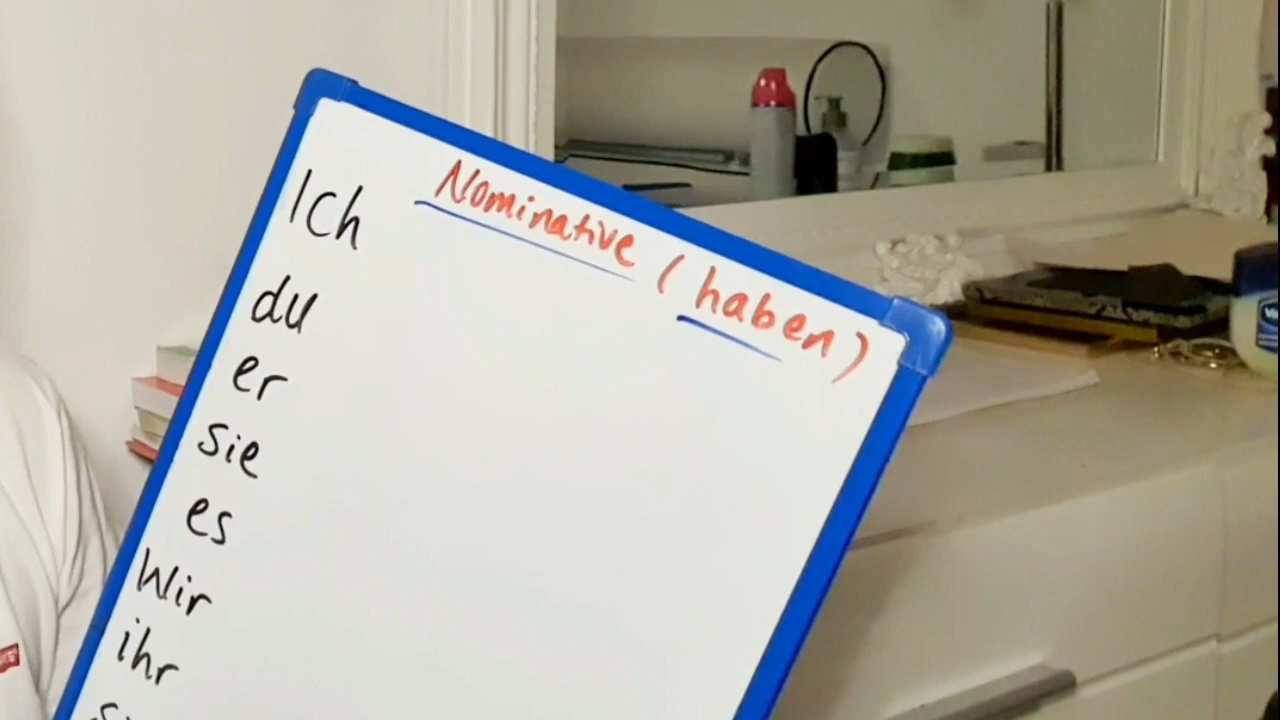 Nominative (haben)
Ich
du
er
sie
es
Wir
ihr